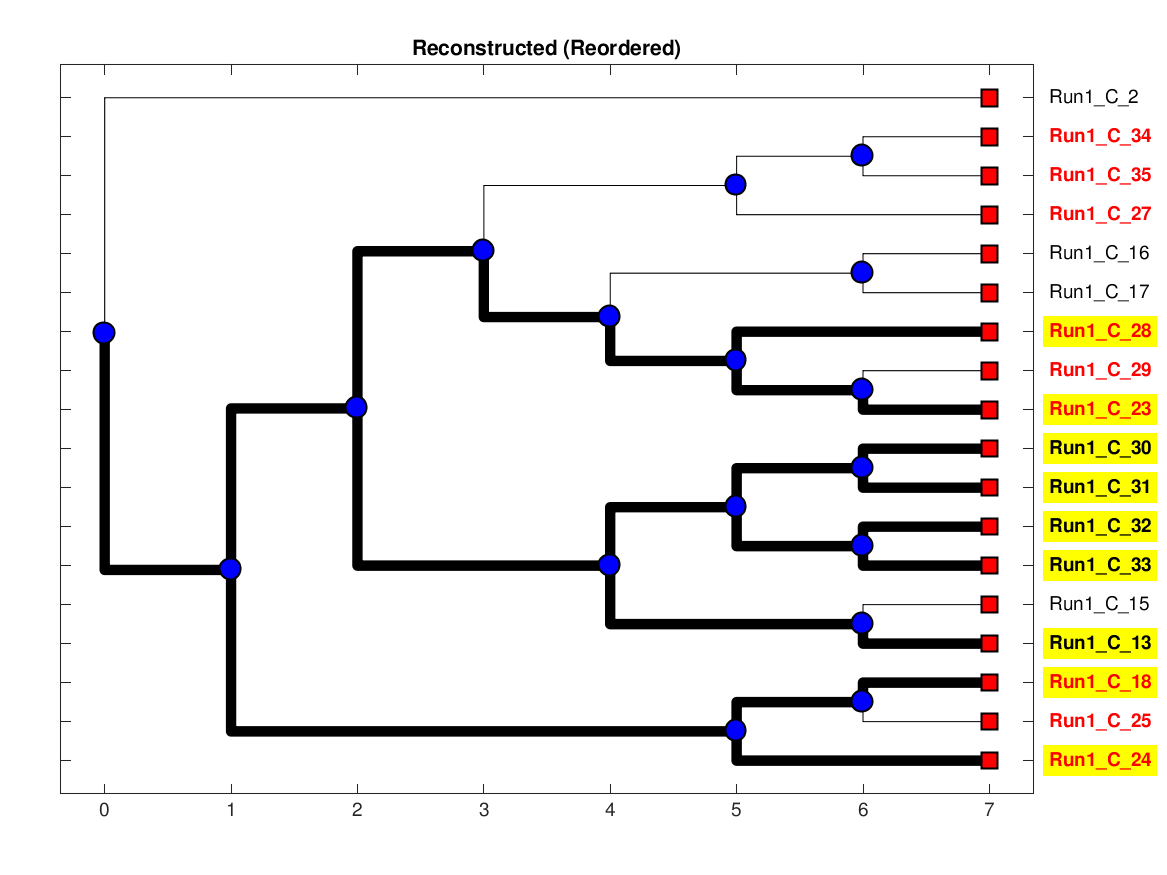 Reconstructed (Reordered)
Run1_C_2
Run1_C_34
Run1_C_35
Run1_C_27
Run1_C_16
Run1_C_17
Run1_C_28
Run1_C_29
Run1_C_23
Run1_C_30
Run1_C_31
Run1_C_32
Run1_C_33
Run1_C_15
Run1_C_13
Run1_C_18
Run1_C_25
Run1_C_24
0 1 2 3 4 5 6 7